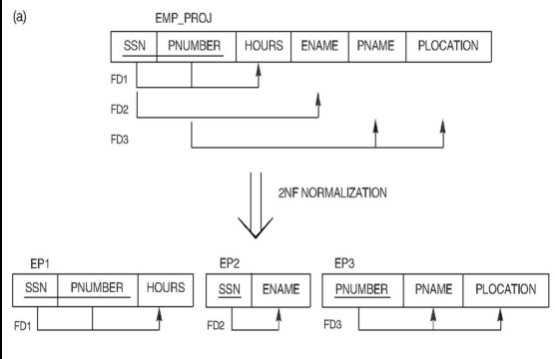 (a)
EMP_PROJ
SSN PNUMBER HOURS ENAME PNAME PLOCATION
FD1
FD2
FD3
2NF NORMALIZATION
EP1 EP2 EP3
SSN PNUMBER HOURS SSN ENAME PNUMBER PNAME PLOCATION
FD1 FD2 FD3